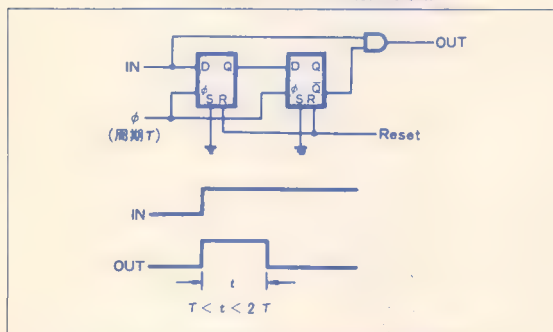 OUT
IN
D Q
D Q
φ
φ Q̅
S R
S R
φ
(周期T)
Reset
IN
OUT
t
T < t < 2 T